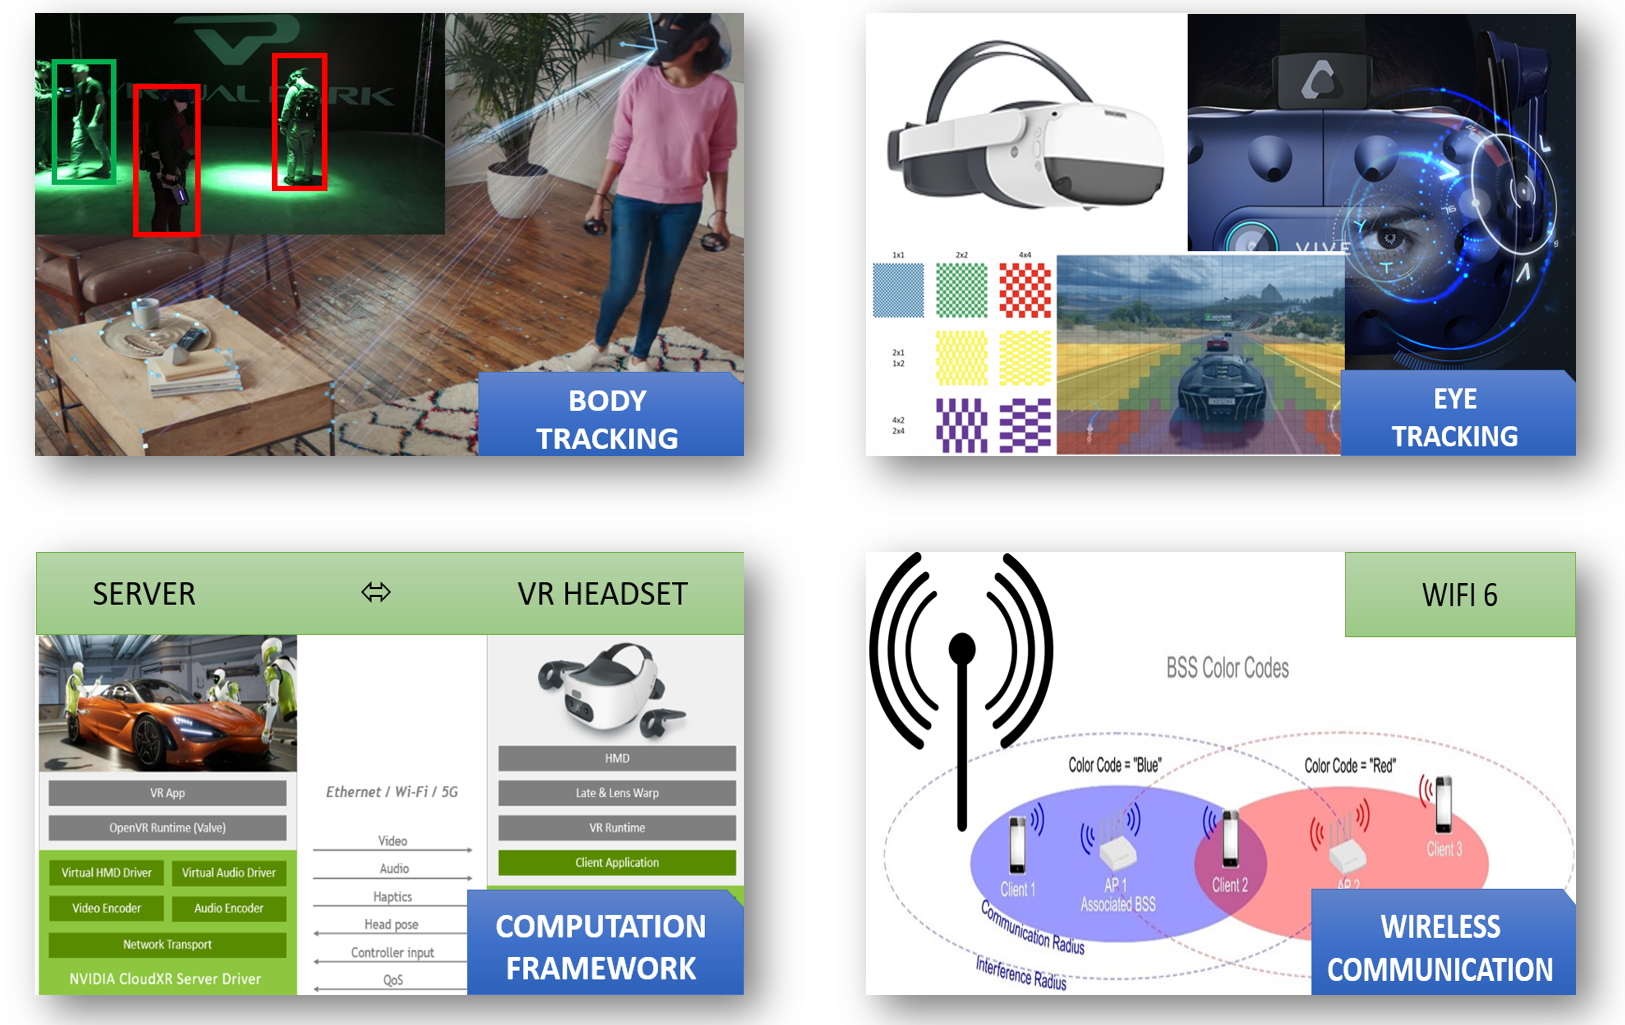 VIRTUAL PARK
BODY
TRACKING
VIVE
1x1
2x2
4x4
2x1
1x2
4x2
2x4
EYE
TRACKING
SERVER
⬄
VR HEADSET
VR App
OpenVR Runtime (Valve)
Virtual HMD Driver
Virtual Audio Driver
Video Encoder
Audio Encoder
Network Transport
NVIDIA CloudXR Server Driver
Ethernet / Wi-Fi / 5G
Video
Audio
Haptics
Head pose
Controller input
QoS
HMD
Late & Lens Warp
VR Runtime
Client Application
COMPUTATION
FRAMEWORK
WIFI 6
BSS Color Codes
Color Code = "Blue"
Color Code = "Red"
Client 1
AP 1
Associated BSS
Client 2
AP 2
Client 3
Communication Radius
Interference Radius
WIRELESS
COMMUNICATION